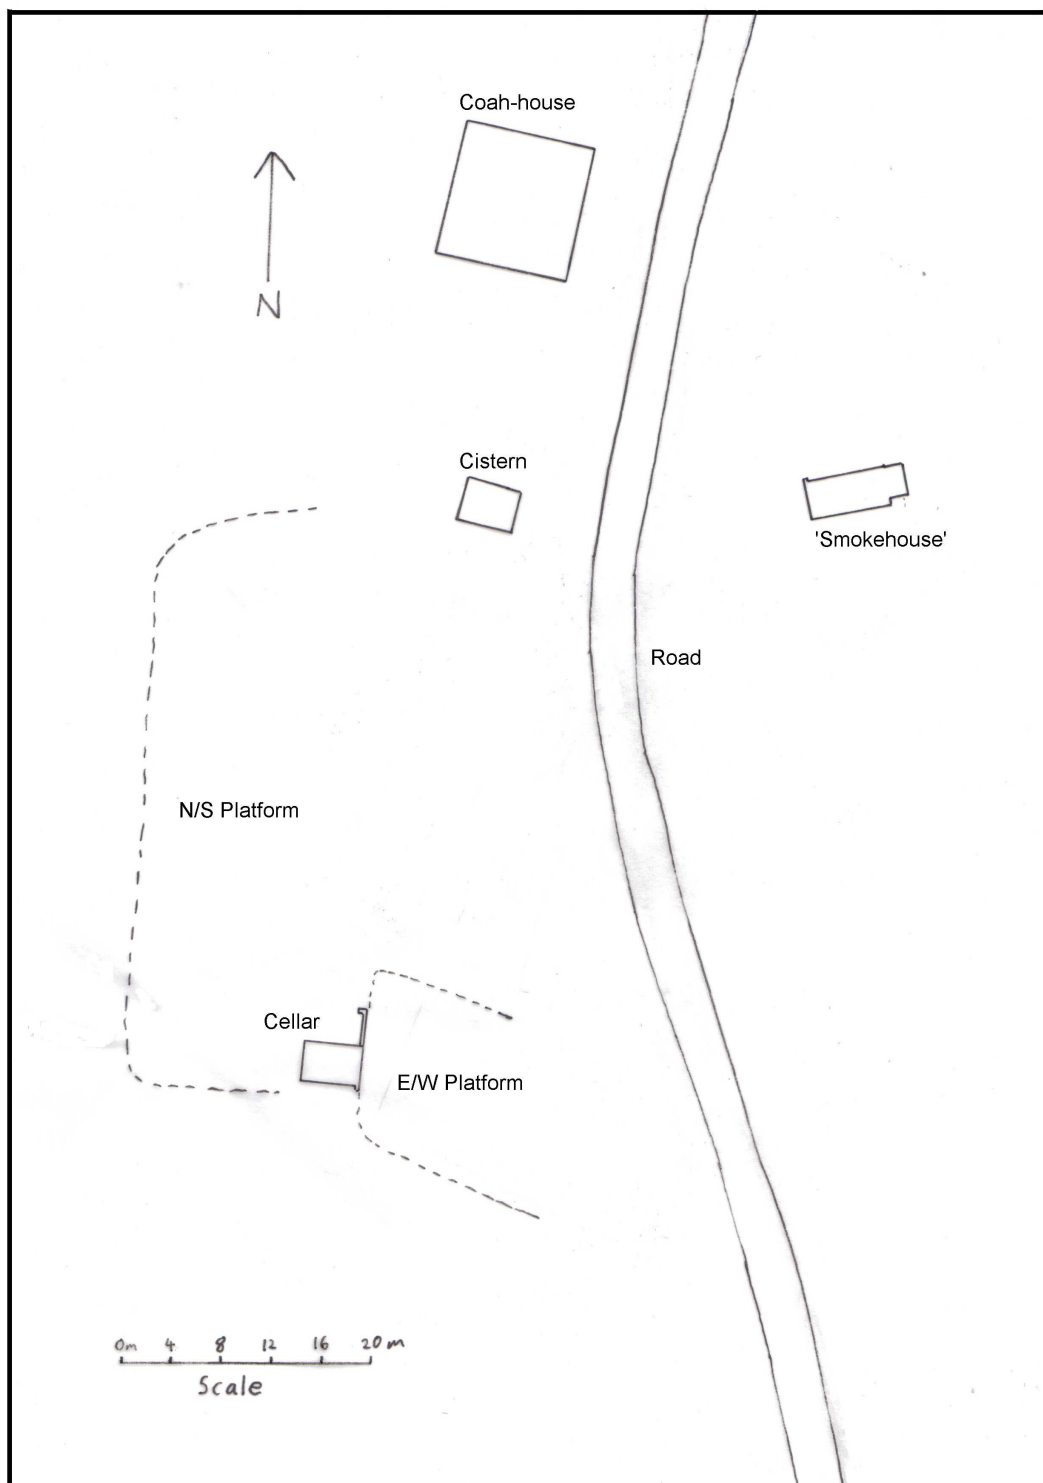 Coah-house
N
Cistern
'Smokehouse'
Road
N/S Platform
Cellar
E/W Platform
0m 4 8 12 16 20m
Scale